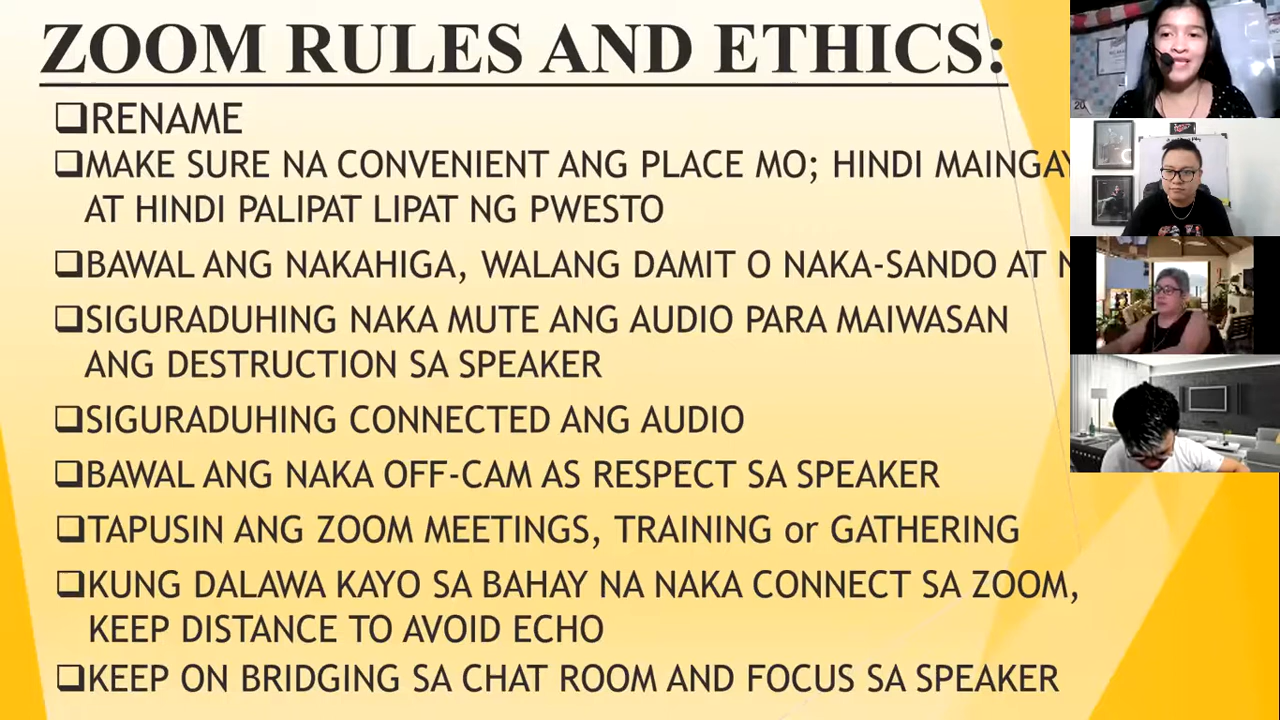 ZOOM RULES AND ETHICS:
❑RENAME
❑MAKE SURE NA CONVENIENT ANG PLACE MO; HINDI MAINGAY
AT HINDI PALIPAT LIPAT NG PWESTO
❑BAWAL ANG NAKAHIGA, WALANG DAMIT O NAKA-SANDO AT
❑SIGURADUHING NAKA MUTE ANG AUDIO PARA MAIWASAN
ANG DESTRUCTION SA SPEAKER
❑SIGURADUHING CONNECTED ANG AUDIO
❑BAWAL ANG NAKA OFF-CAM AS RESPECT SA SPEAKER
❑TAPUSIN ANG ZOOM MEETINGS, TRAINING or GATHERING
❑KUNG DALAWA KAYO SA BAHAY NA NAKA CONNECT SA ZOOM,
KEEP DISTANCE TO AVOID ECHO
❑KEEP ON BRIDGING SA CHAT ROOM AND FOCUS SA SPEAKER
20